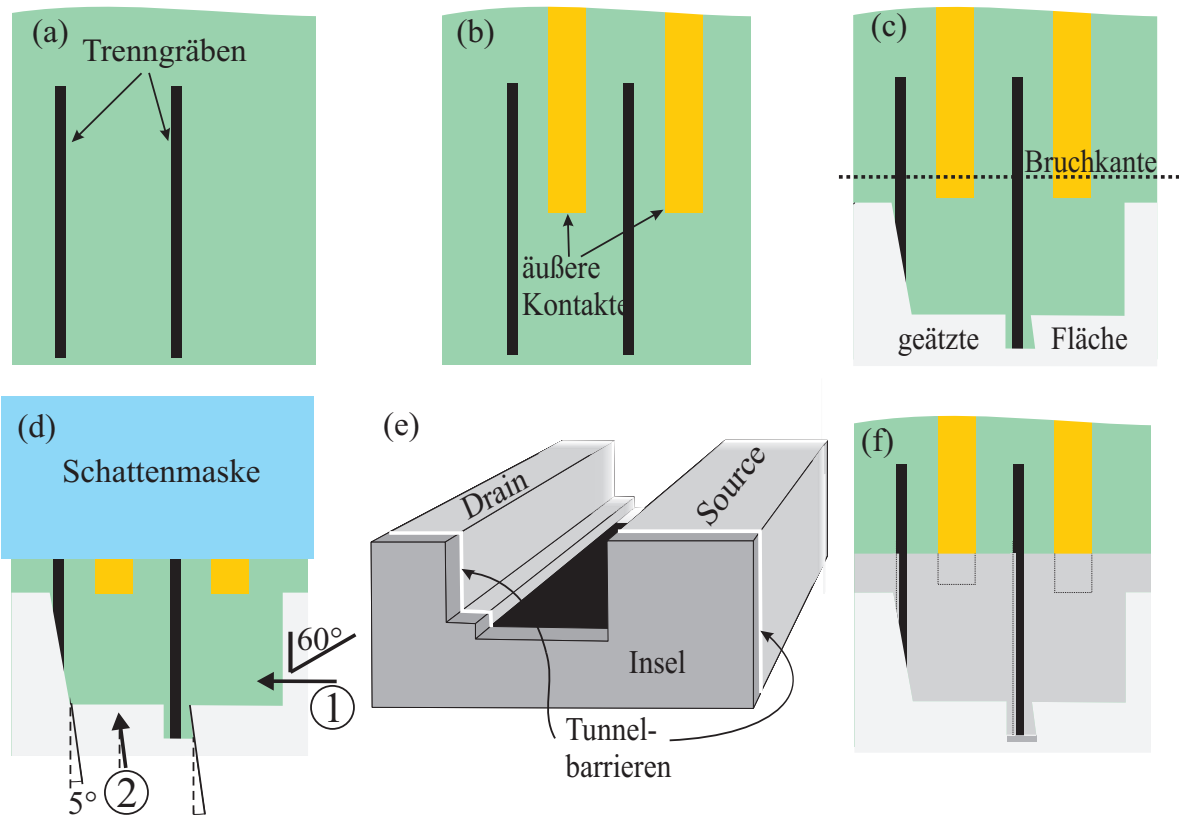 (a)
Trenngräben
(b)
äußere
Kontakte
(c)
Bruchkante
geätzte Fläche
(d)
Schattenmaske
60°
1
2
5°
(e)
Drain
Source
Insel
Tunnel-
barrieren
(f)